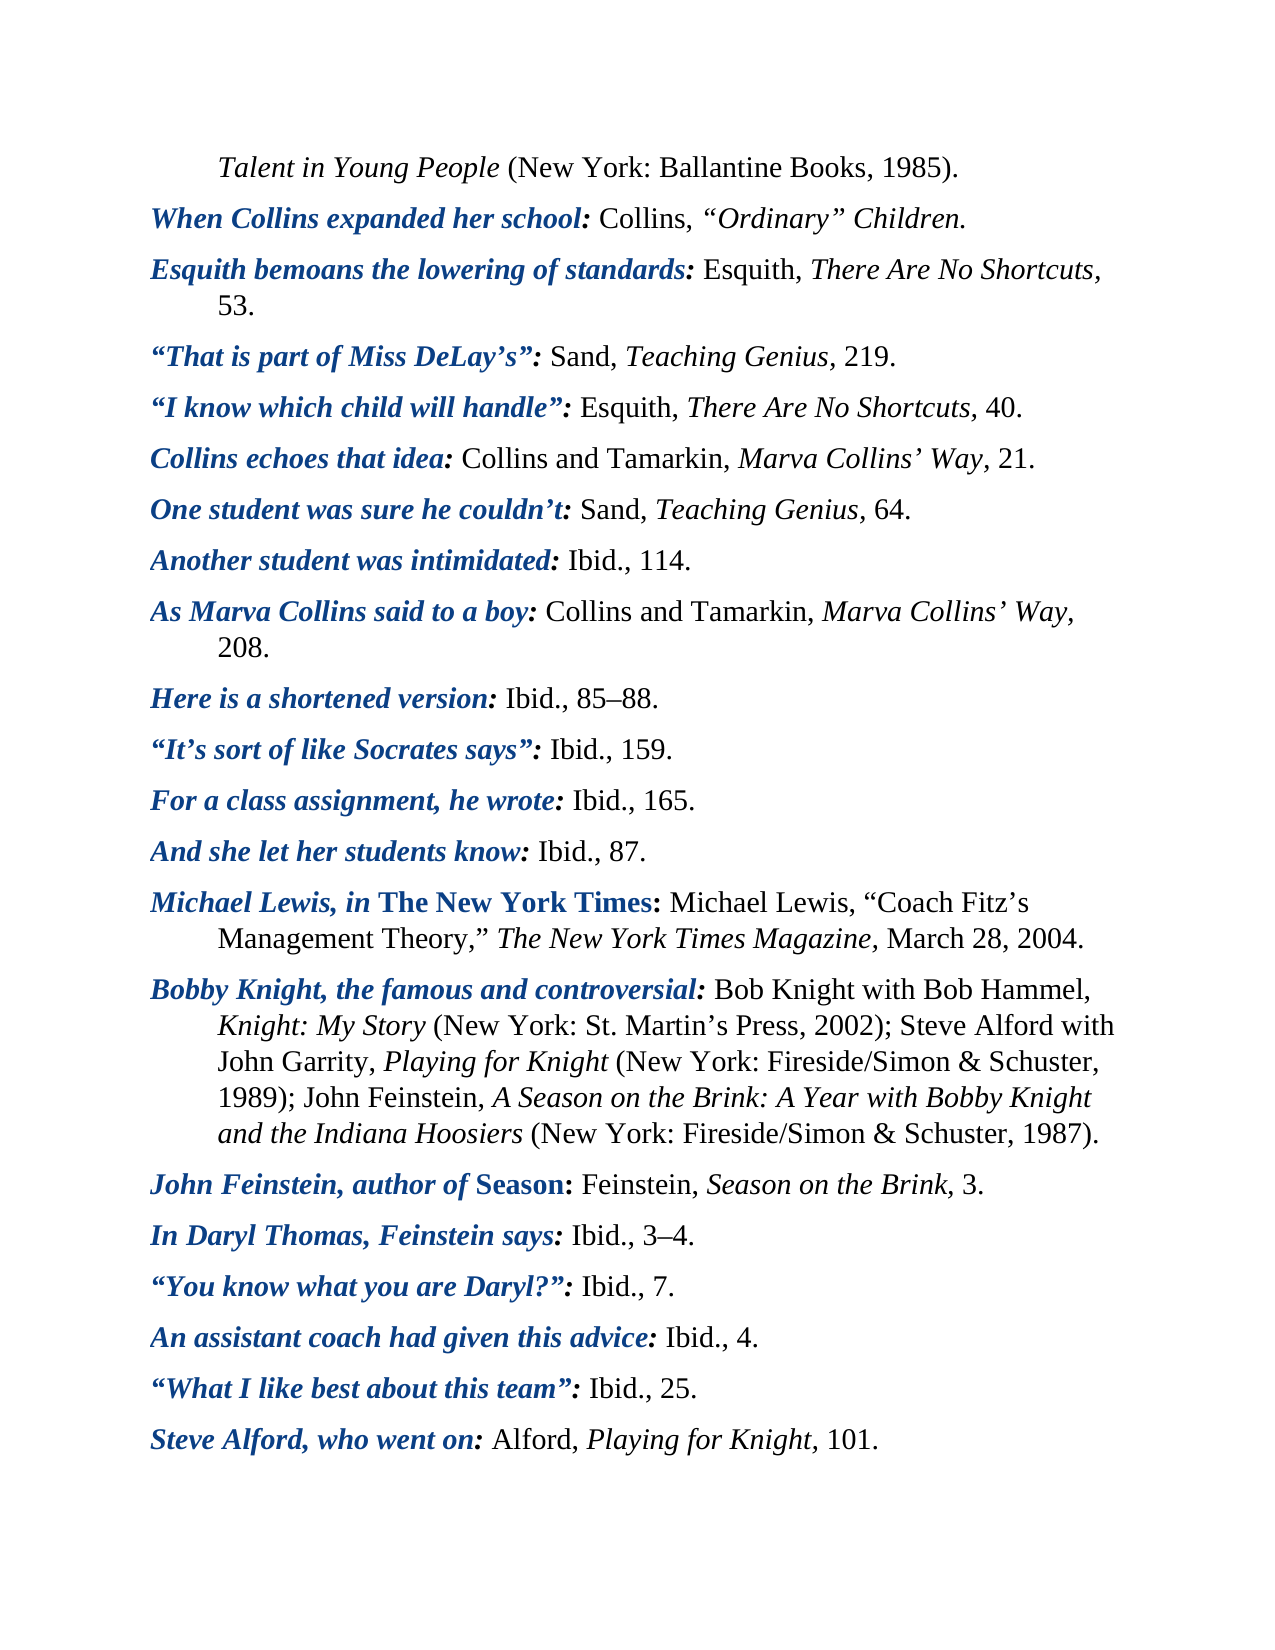 Talent in Young People (New York: Ballantine Books, 1985).
When Collins expanded her school: Collins, “Ordinary” Children.
Esquith bemoans the lowering of standards: Esquith, There Are No Shortcuts,
53.
“That is part of Miss DeLay’s”: Sand, Teaching Genius, 219.
“I know which child will handle”: Esquith, There Are No Shortcuts, 40.
Collins echoes that idea: Collins and Tamarkin, Marva Collins’ Way, 21.
One student was sure he couldn’t: Sand, Teaching Genius, 64.
Another student was intimidated: Ibid., 114.
As Marva Collins said to a boy: Collins and Tamarkin, Marva Collins’ Way,
208.
Here is a shortened version: Ibid., 85–88.
“It’s sort of like Socrates says”: Ibid., 159.
For a class assignment, he wrote: Ibid., 165.
And she let her students know: Ibid., 87.
Michael Lewis, in The New York Times: Michael Lewis, “Coach Fitz’s
Management Theory,” The New York Times Magazine, March 28, 2004.
Bobby Knight, the famous and controversial: Bob Knight with Bob Hammel,
Knight: My Story (New York: St. Martin’s Press, 2002); Steve Alford with
John Garrity, Playing for Knight (New York: Fireside/Simon & Schuster,
1989); John Feinstein, A Season on the Brink: A Year with Bobby Knight
and the Indiana Hoosiers (New York: Fireside/Simon & Schuster, 1987).
John Feinstein, author of Season: Feinstein, Season on the Brink, 3.
In Daryl Thomas, Feinstein says: Ibid., 3–4.
“You know what you are Daryl?”: Ibid., 7.
An assistant coach had given this advice: Ibid., 4.
“What I like best about this team”: Ibid., 25.
Steve Alford, who went on: Alford, Playing for Knight, 101.